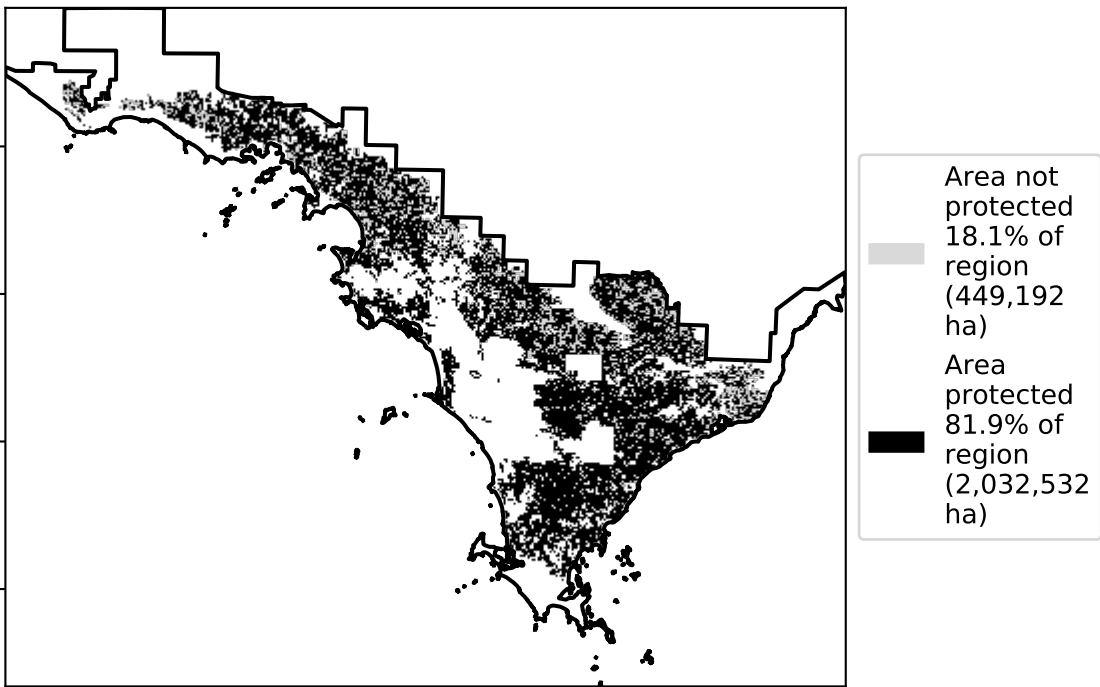 Area not
protected
18.1% of
region
(449,192
ha)
Area
protected
81.9% of
region
(2,032,532
ha)